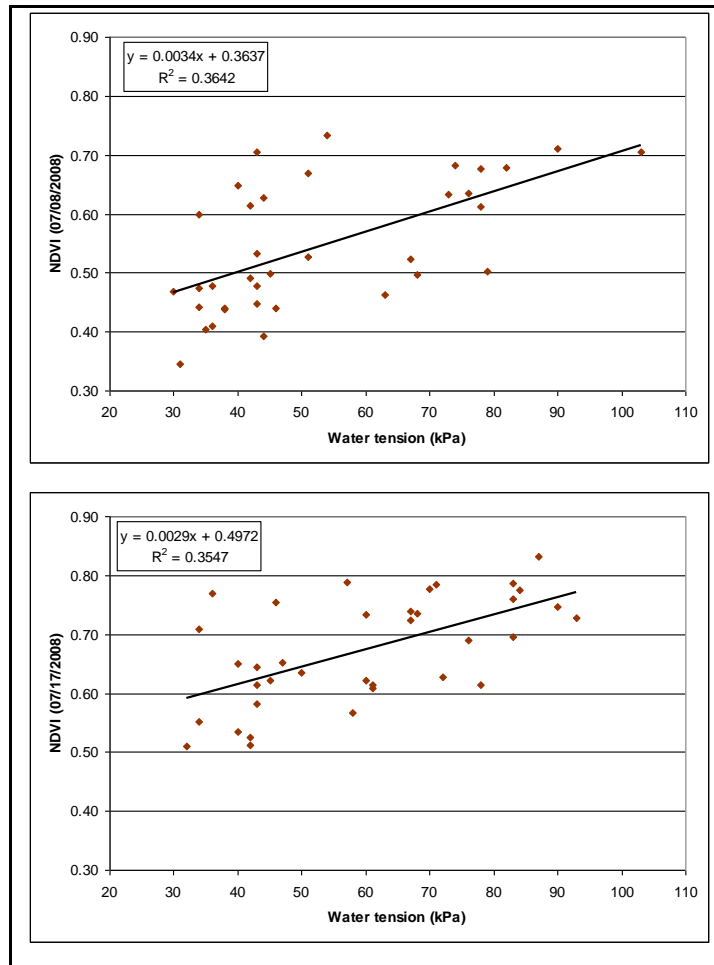 0.90
y = 0.0034x + 0.3637
R² = 0.3642
0.80
0.70
0.60
0.50
0.40
0.30
NDVI (07/08/2008)
20 30 40 50 60 70 80 90 100 110
Water tension (kPa)
0.90
y = 0.0029x + 0.4972
R² = 0.3547
0.80
0.70
0.60
0.50
0.40
0.30
NDVI (07/17/2008)
20 30 40 50 60 70 80 90 100 110
Water tension (kPa)